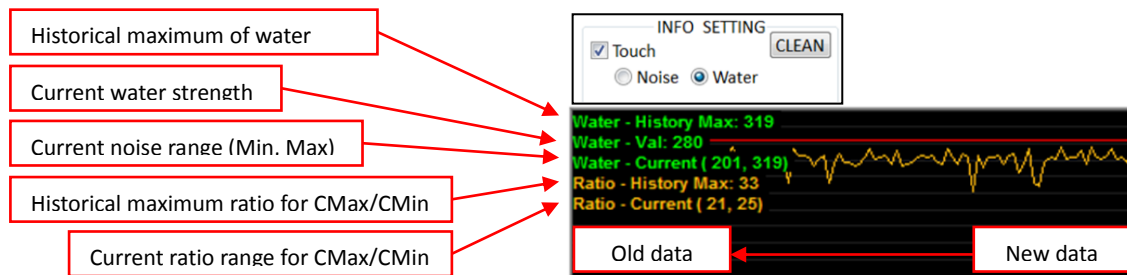 Historical maximum of water
Current water strength
Current noise range (Min, Max)
Historical maximum ratio for CMax/CMin
Current ratio range for CMax/CMin
INFO SETTING
Touch
CLEAN
Noise
Water
Water - History Max: 319
Water - Val: 280
Water - Current ( 201, 319)
Ratio - History Max: 33
Ratio - Current ( 21, 25)
Old data
New data